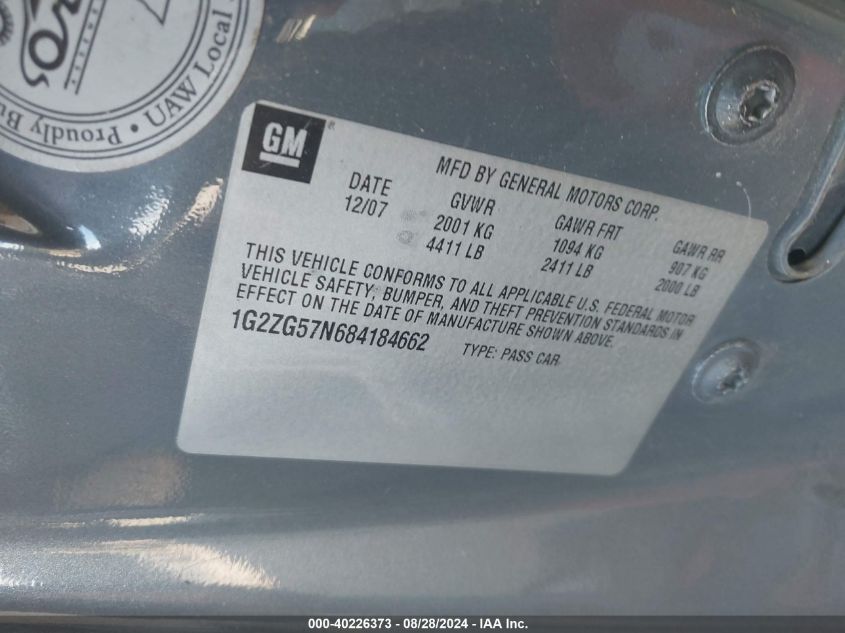 Proudly Bu
• UAW Local
GM
MFD BY GENERAL MOTORS CORP.
DATE GVWR GAWR FRT GAWR RR
12/07 2001 KG 1094 KG 907 KG
4411 LB 2411 LB 2000 LB
THIS VEHICLE CONFORMS TO ALL APPLICABLE U.S. FEDERAL MOTOR
VEHICLE SAFETY, BUMPER, AND THEFT PREVENTION STANDARDS IN
EFFECT ON THE DATE OF MANUFACTURE SHOWN ABOVE.
1G2ZG57N684184662 TYPE: PASS CAR
000-40226373 — 08/28/2024 — IAA Inc.